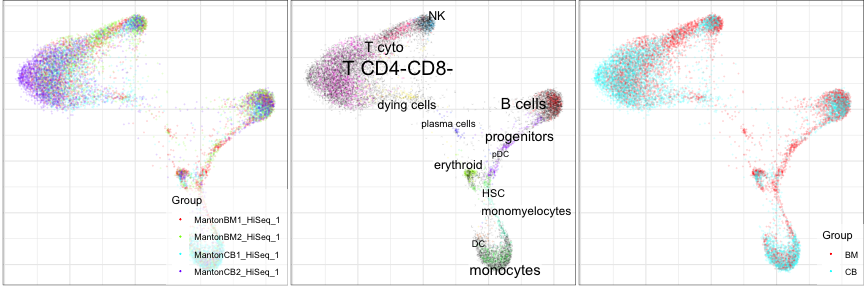 Group
MantonBM1_HiSeq_1
MantonBM2_HiSeq_1
MantonCB1_HiSeq_1
MantonCB2_HiSeq_1
NK
T cyto
T CD4-CD8-
dying cells
B cells
plasma cells
progenitors
pDC
erythroid
HSC
monomyelocytes
DC
monocytes
Group
BM
CB